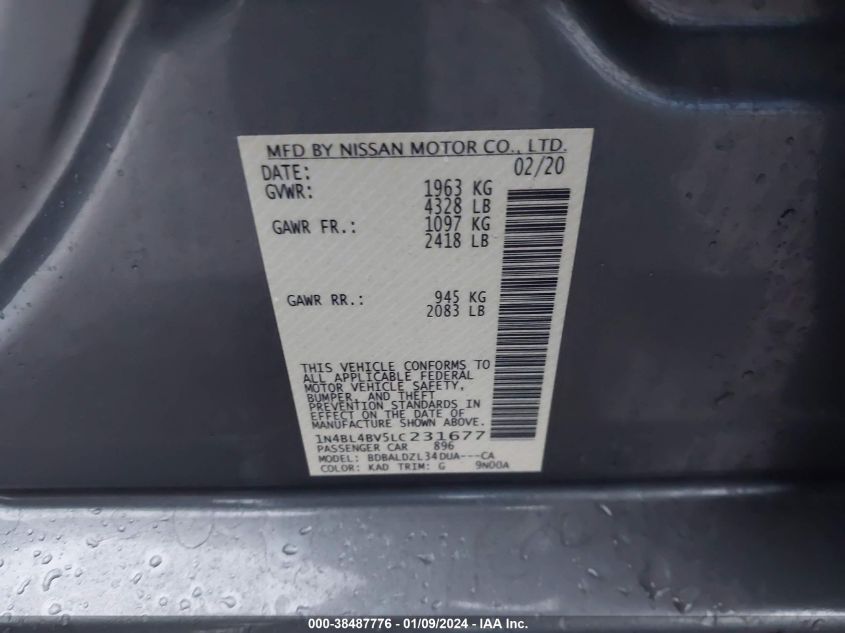 MFD BY NISSAN MOTOR CO., LTD.
DATE: 02/20
GVWR: 1963 KG
4328 LB
GAWR FR.: 1097 KG
2418 LB
GAWR RR.: 945 KG
2083 LB
THIS VEHICLE CONFORMS TO
ALL APPLICABLE FEDERAL
MOTOR VEHICLE SAFETY,
BUMPER, AND THEFT
PREVENTION STANDARDS IN
EFFECT ON THE DATE OF
MANUFACTURE SHOWN ABOVE.
1N4BL4BV5LC231677
PASSENGER CAR 896
MODEL: BDBALDZL34DUA---CA
COLOR: KAD TRIM: G 9N00A
000-38487776 - 01/09/2024 - IAA Inc.